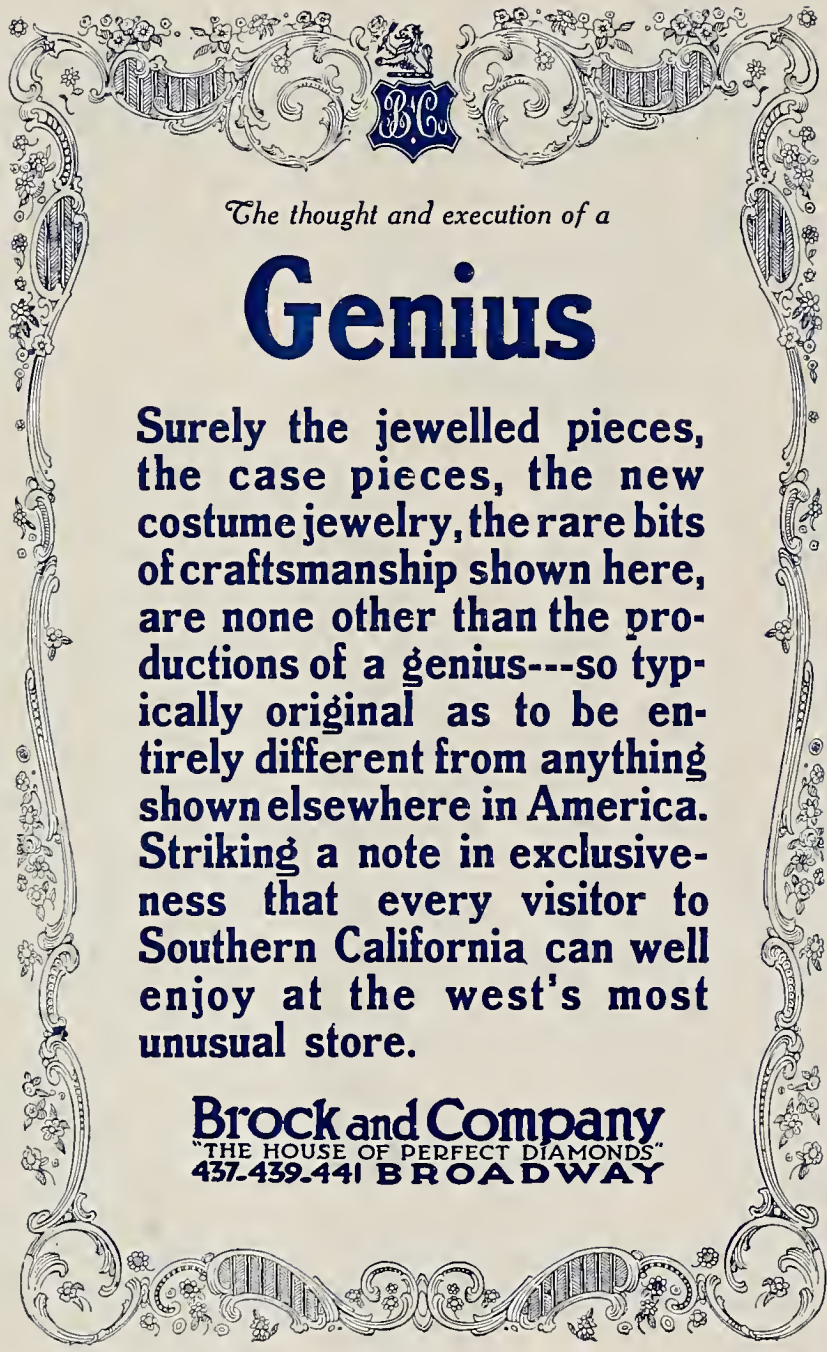 B&Co
The thought and execution of a
Genius
Surely the jewelled pieces,
the case pieces, the new
costume jewelry, the rare bits
of craftsmanship shown here,
are none other than the pro-
ductions of a genius---so typ-
ically original as to be en-
tirely different from anything
shown elsewhere in America.
Striking a note in exclusive-
ness that every visitor to
Southern California can well
enjoy at the west's most
unusual store.
Brock and Company
"THE HOUSE OF PERFECT DIAMONDS"
437-439-441 BROADWAY